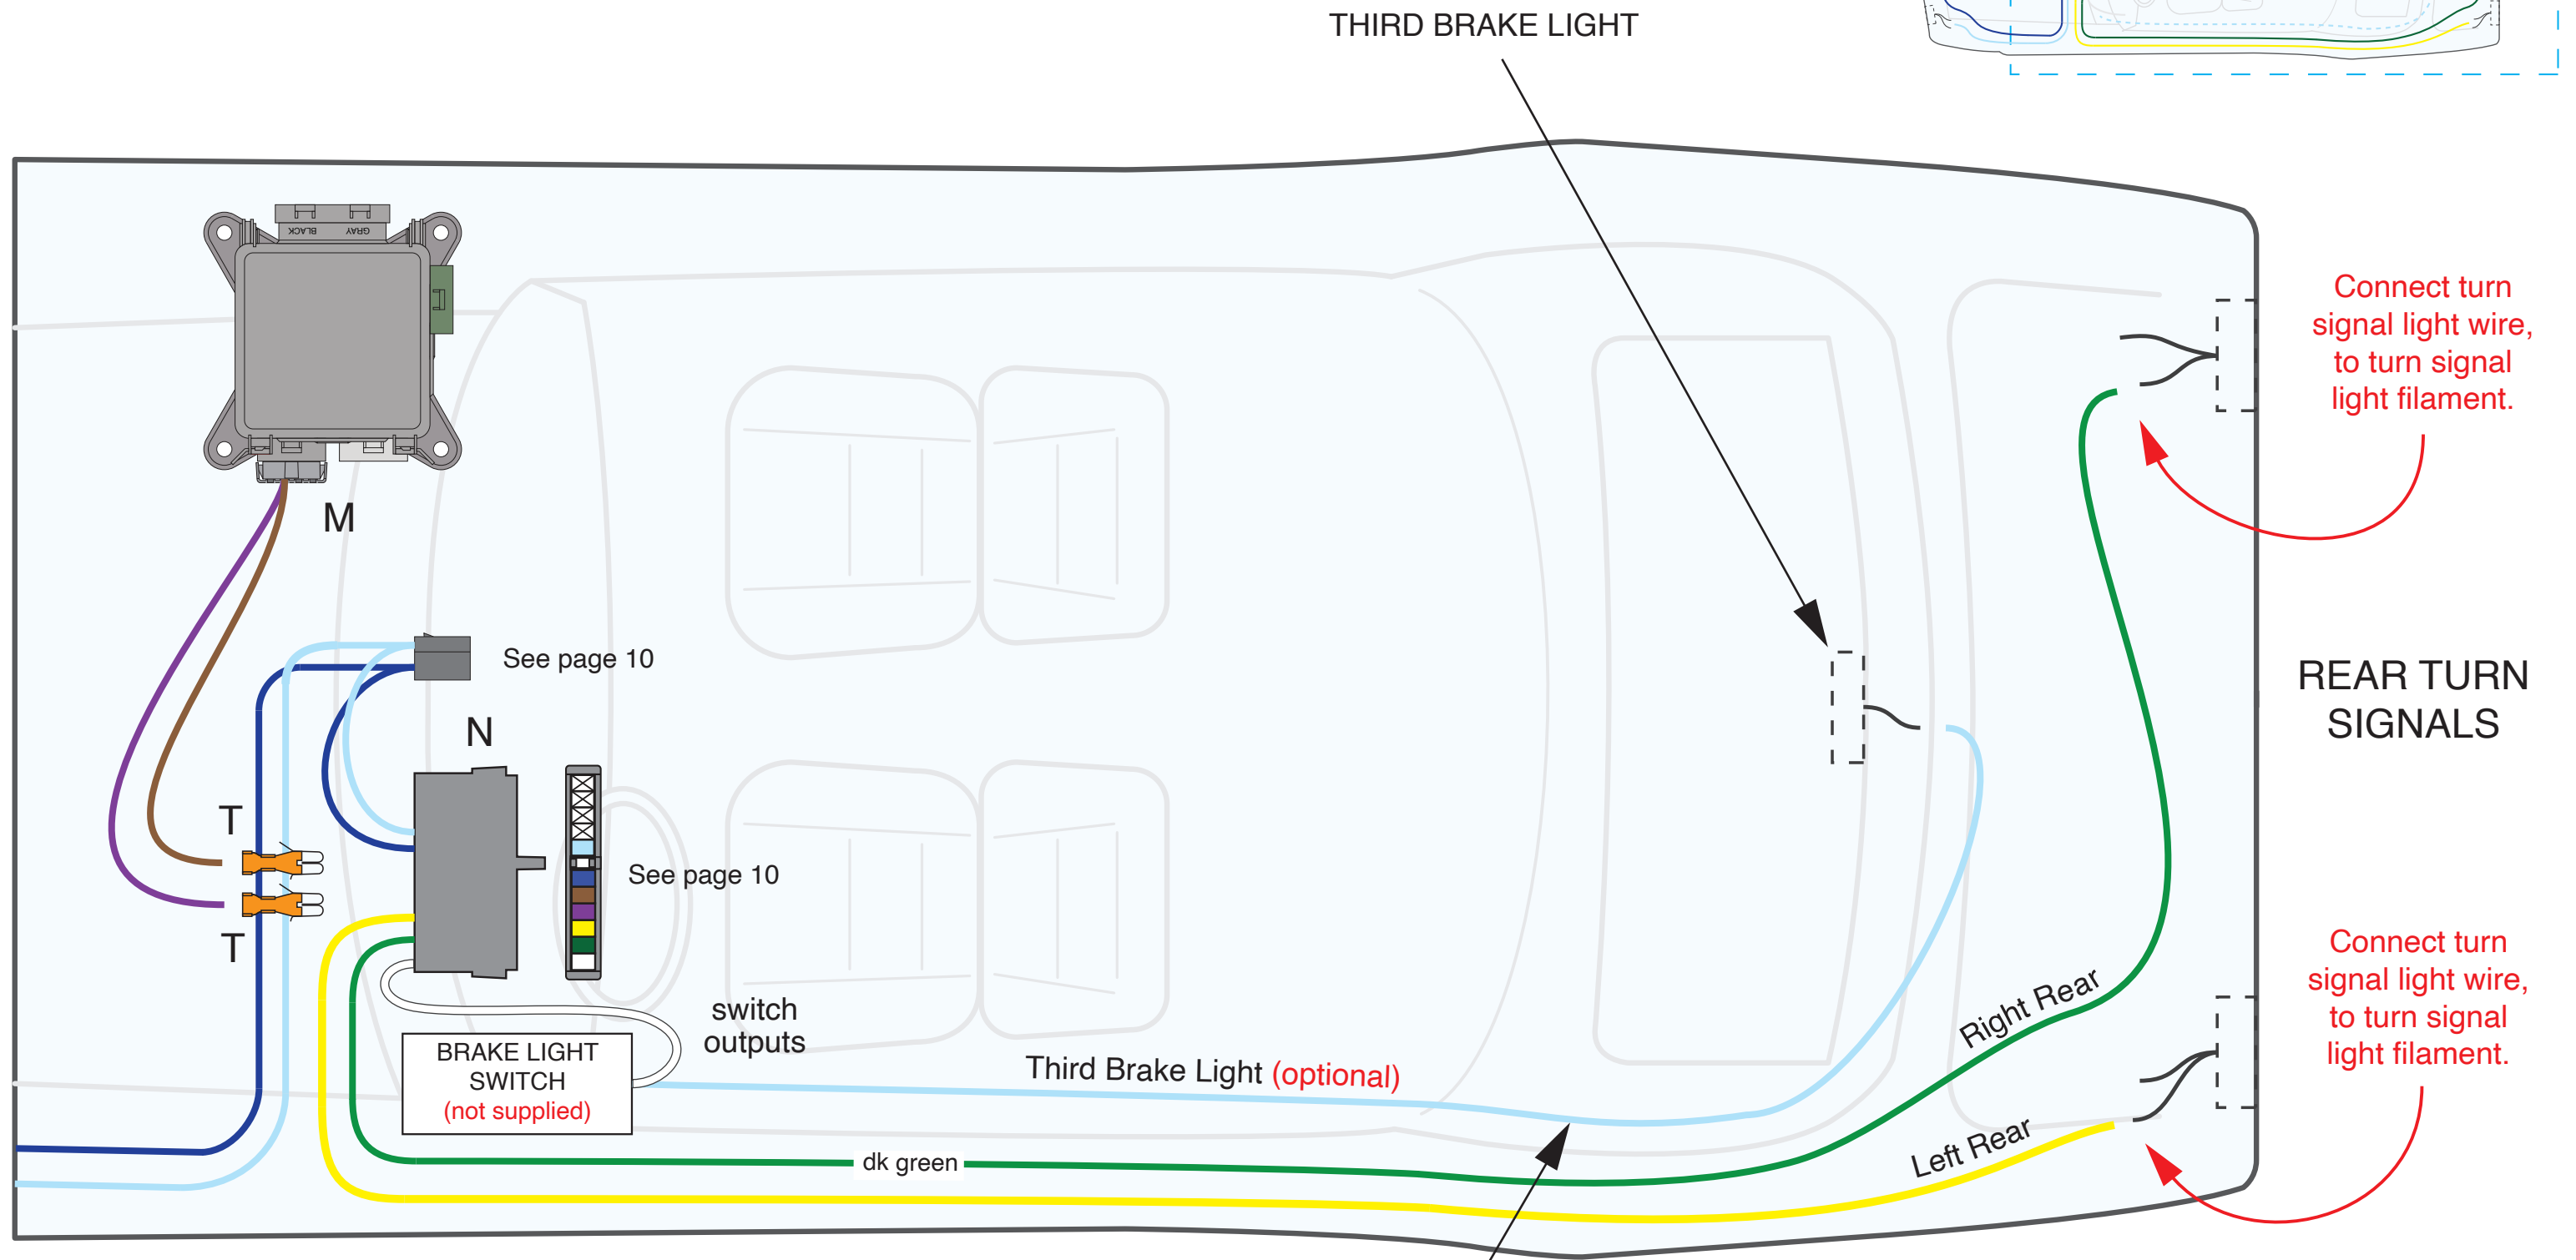 THIRD BRAKE LIGHT
BLACK
GRAY
Connect turn
signal light wire,
to turn signal
light filament.
M
See page 10
REAR TURN
SIGNALS
N
T
See page 10
T
Connect turn
signal light wire,
to turn signal
light filament.
switch
outputs
Right Rear
BRAKE LIGHT
SWITCH
(not supplied)
Third Brake Light (optional)
Left Rear
dk green